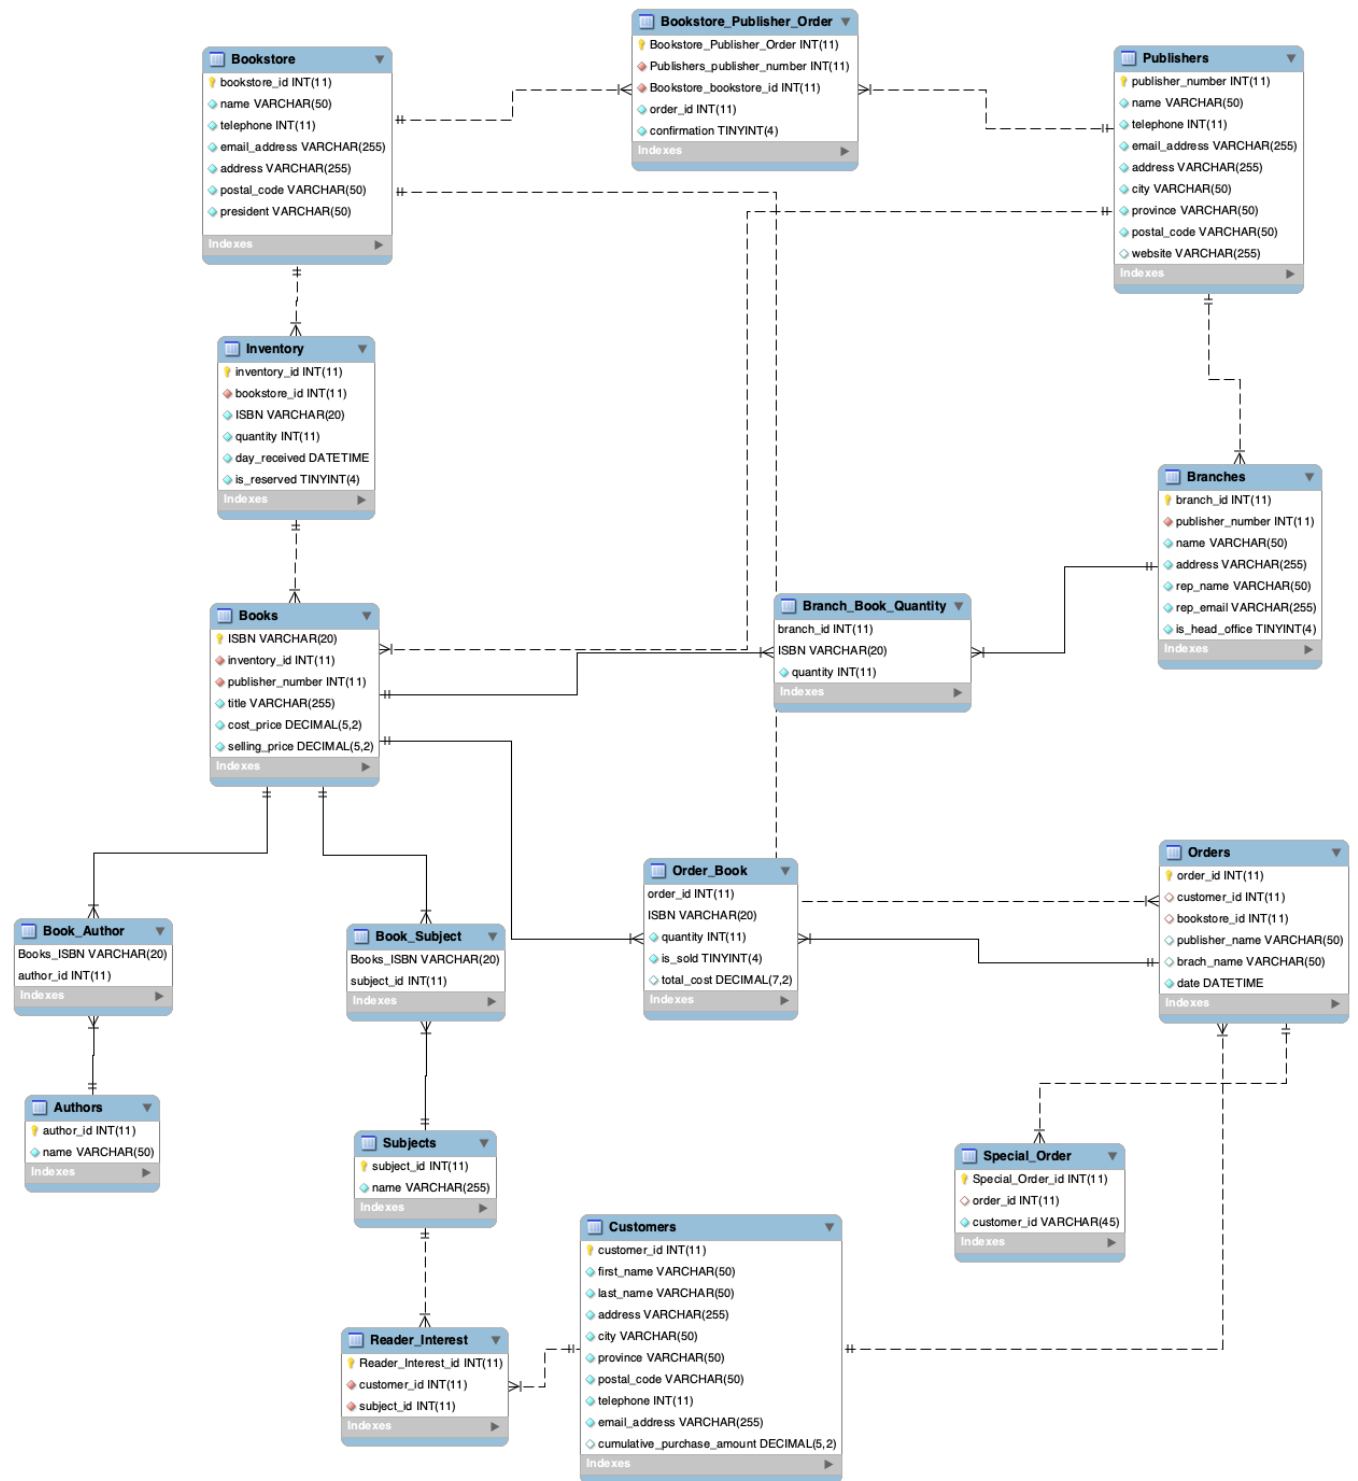 Bookstore_Publisher_Order
Bookstore_Publisher_Order INT(11)
Publishers_publisher_number INT(11)
Bookstore_bookstore_id INT(11)
order_id INT(11)
confirmation TINYINT(4)
Indexes
Bookstore
bookstore_id INT(11)
name VARCHAR(50)
telephone INT(11)
email_address VARCHAR(255)
address VARCHAR(255)
postal_code VARCHAR(50)
president VARCHAR(50)
Indexes
Publishers
publisher_number INT(11)
name VARCHAR(50)
telephone INT(11)
email_address VARCHAR(255)
address VARCHAR(255)
city VARCHAR(50)
province VARCHAR(50)
postal_code VARCHAR(50)
website VARCHAR(255)
Indexes
Inventory
inventory_id INT(11)
bookstore_id INT(11)
ISBN VARCHAR(20)
quantity INT(11)
day_received DATETIME
is_reserved TINYINT(4)
Indexes
Branches
branch_id INT(11)
publisher_number INT(11)
name VARCHAR(50)
address VARCHAR(255)
rep_name VARCHAR(50)
rep_email VARCHAR(255)
is_head_office TINYINT(4)
Indexes
Books
ISBN VARCHAR(20)
inventory_id INT(11)
publisher_number INT(11)
title VARCHAR(255)
cost_price DECIMAL(5,2)
selling_price DECIMAL(5,2)
Indexes
Branch_Book_Quantity
branch_id INT(11)
ISBN VARCHAR(20)
quantity INT(11)
Indexes
Order_Book
order_id INT(11)
ISBN VARCHAR(20)
quantity INT(11)
is_sold TINYINT(4)
total_cost DECIMAL(7,2)
Indexes
Orders
order_id INT(11)
customer_id INT(11)
bookstore_id INT(11)
publisher_name VARCHAR(50)
brach_name VARCHAR(50)
date DATETIME
Indexes
Book_Author
Books_ISBN VARCHAR(20)
author_id INT(11)
Indexes
Book_Subject
Books_ISBN VARCHAR(20)
subject_id INT(11)
Indexes
Authors
author_id INT(11)
name VARCHAR(50)
Indexes
Subjects
subject_id INT(11)
name VARCHAR(255)
Indexes
Special_Order
Special_Order_id INT(11)
order_id INT(11)
customer_id VARCHAR(45)
Indexes
Customers
customer_id INT(11)
first_name VARCHAR(50)
last_name VARCHAR(50)
address VARCHAR(255)
city VARCHAR(50)
province VARCHAR(50)
postal_code VARCHAR(50)
telephone INT(11)
email_address VARCHAR(255)
cumulative_purchase_amount DECIMAL(5,2)
Indexes
Reader_Interest
Reader_Interest_id INT(11)
customer_id INT(11)
subject_id INT(11)
Indexes